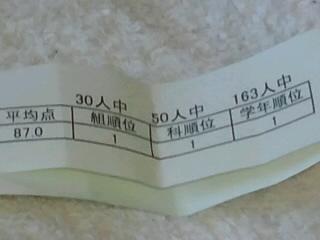 30人中 50人中 163人中
平均点 組順位 科順位 学年順位
87.0 1 1 1